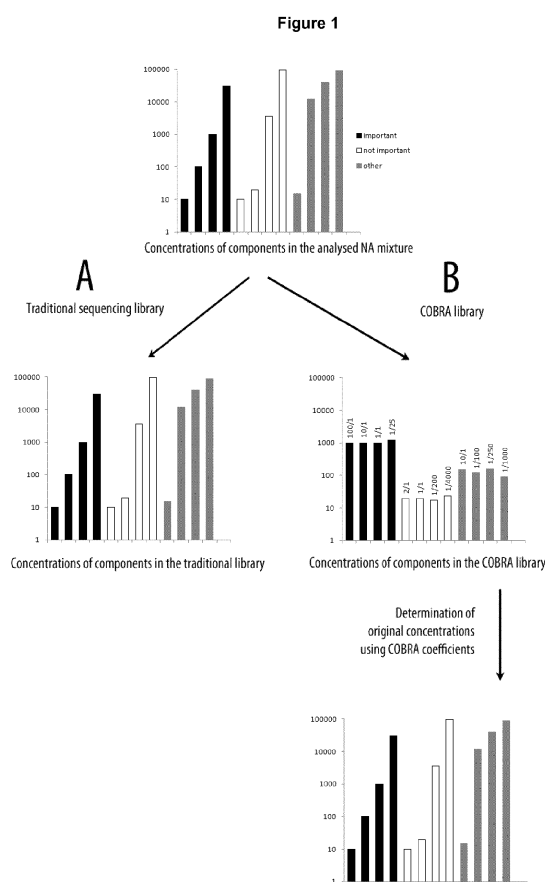 Figure 1
100000
10000
1000
100
10
1
important
not important
other
Concentrations of components in the analysed NA mixture
A
Traditional sequencing library
B
COBRA library
100000
10000
1000
100
10
1
Concentrations of components in the traditional library
100000
10000
1000
100
10
1
100/1
10/1
1/1
1/25
2/1
1/1
1/200
1/4000
10/1
1/100
1/250
1/1000
Concentrations of components in the COBRA library
Determination of
original concentrations
using COBRA coefficients
100000
10000
1000
100
10
1